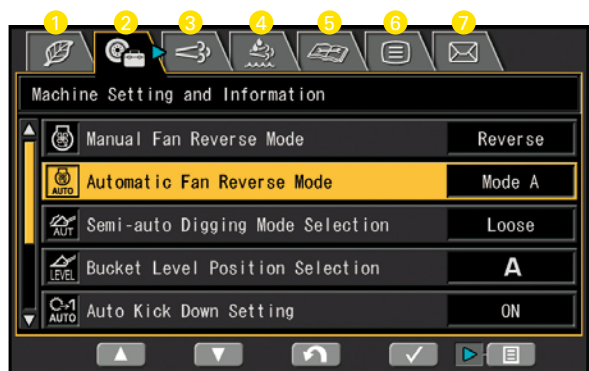 1 2 3 4 5 6 7
Machine Setting and Information
Manual Fan Reverse Mode Reverse
AUTO Automatic Fan Reverse Mode Mode A
AUT Semi-auto Digging Mode Selection Loose
LEVEL Bucket Level Position Selection A
1 AUTO Auto Kick Down Setting ON